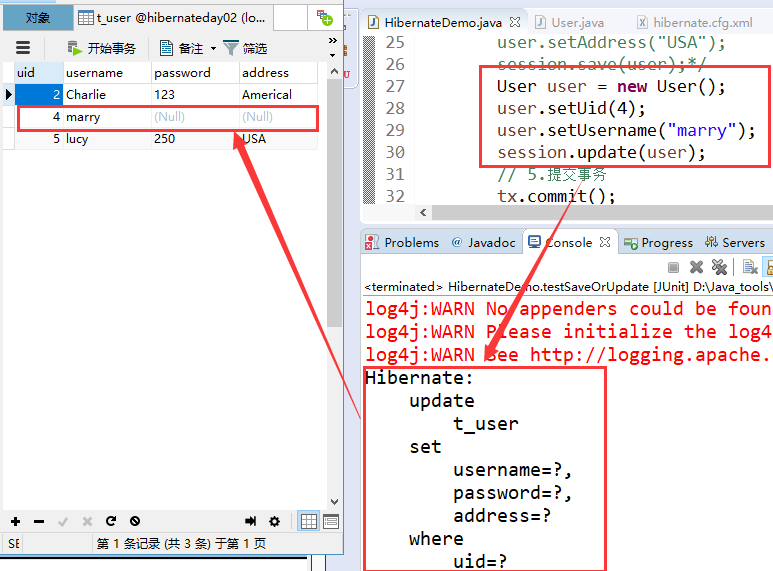 对象
t_user @hibernateday02 (lo...
开始事务
备注
筛选
uid username password address
2 Charlie 123 Americal
4 marry (Null) (Null)
5 lucy 250 USA
第 1 条记录 (共 3 条) 于第 1 页
HibernateDemo.java
User.java
hibernate.cfg.xml
25 user.setAddress("USA");
26 session.save(user);*/
27 User user = new User();
28 user.setUid(4);
29 user.setUsername("marry");
30 session.update(user);
31 // 5.提交事务
32 tx.commit();
Problems @ Javadoc Console Progress Servers
<terminated> HibernateDemo.testSaveOrUpdate [JUnit] D:\Java_tools\
log4j:WARN No appenders could be foun
log4j:WARN Please initialize the log4
log4j:WARN See http://logging.apache.
Hibernate:
update
t_user
set
username=?,
password=?,
address=?
where
uid=?